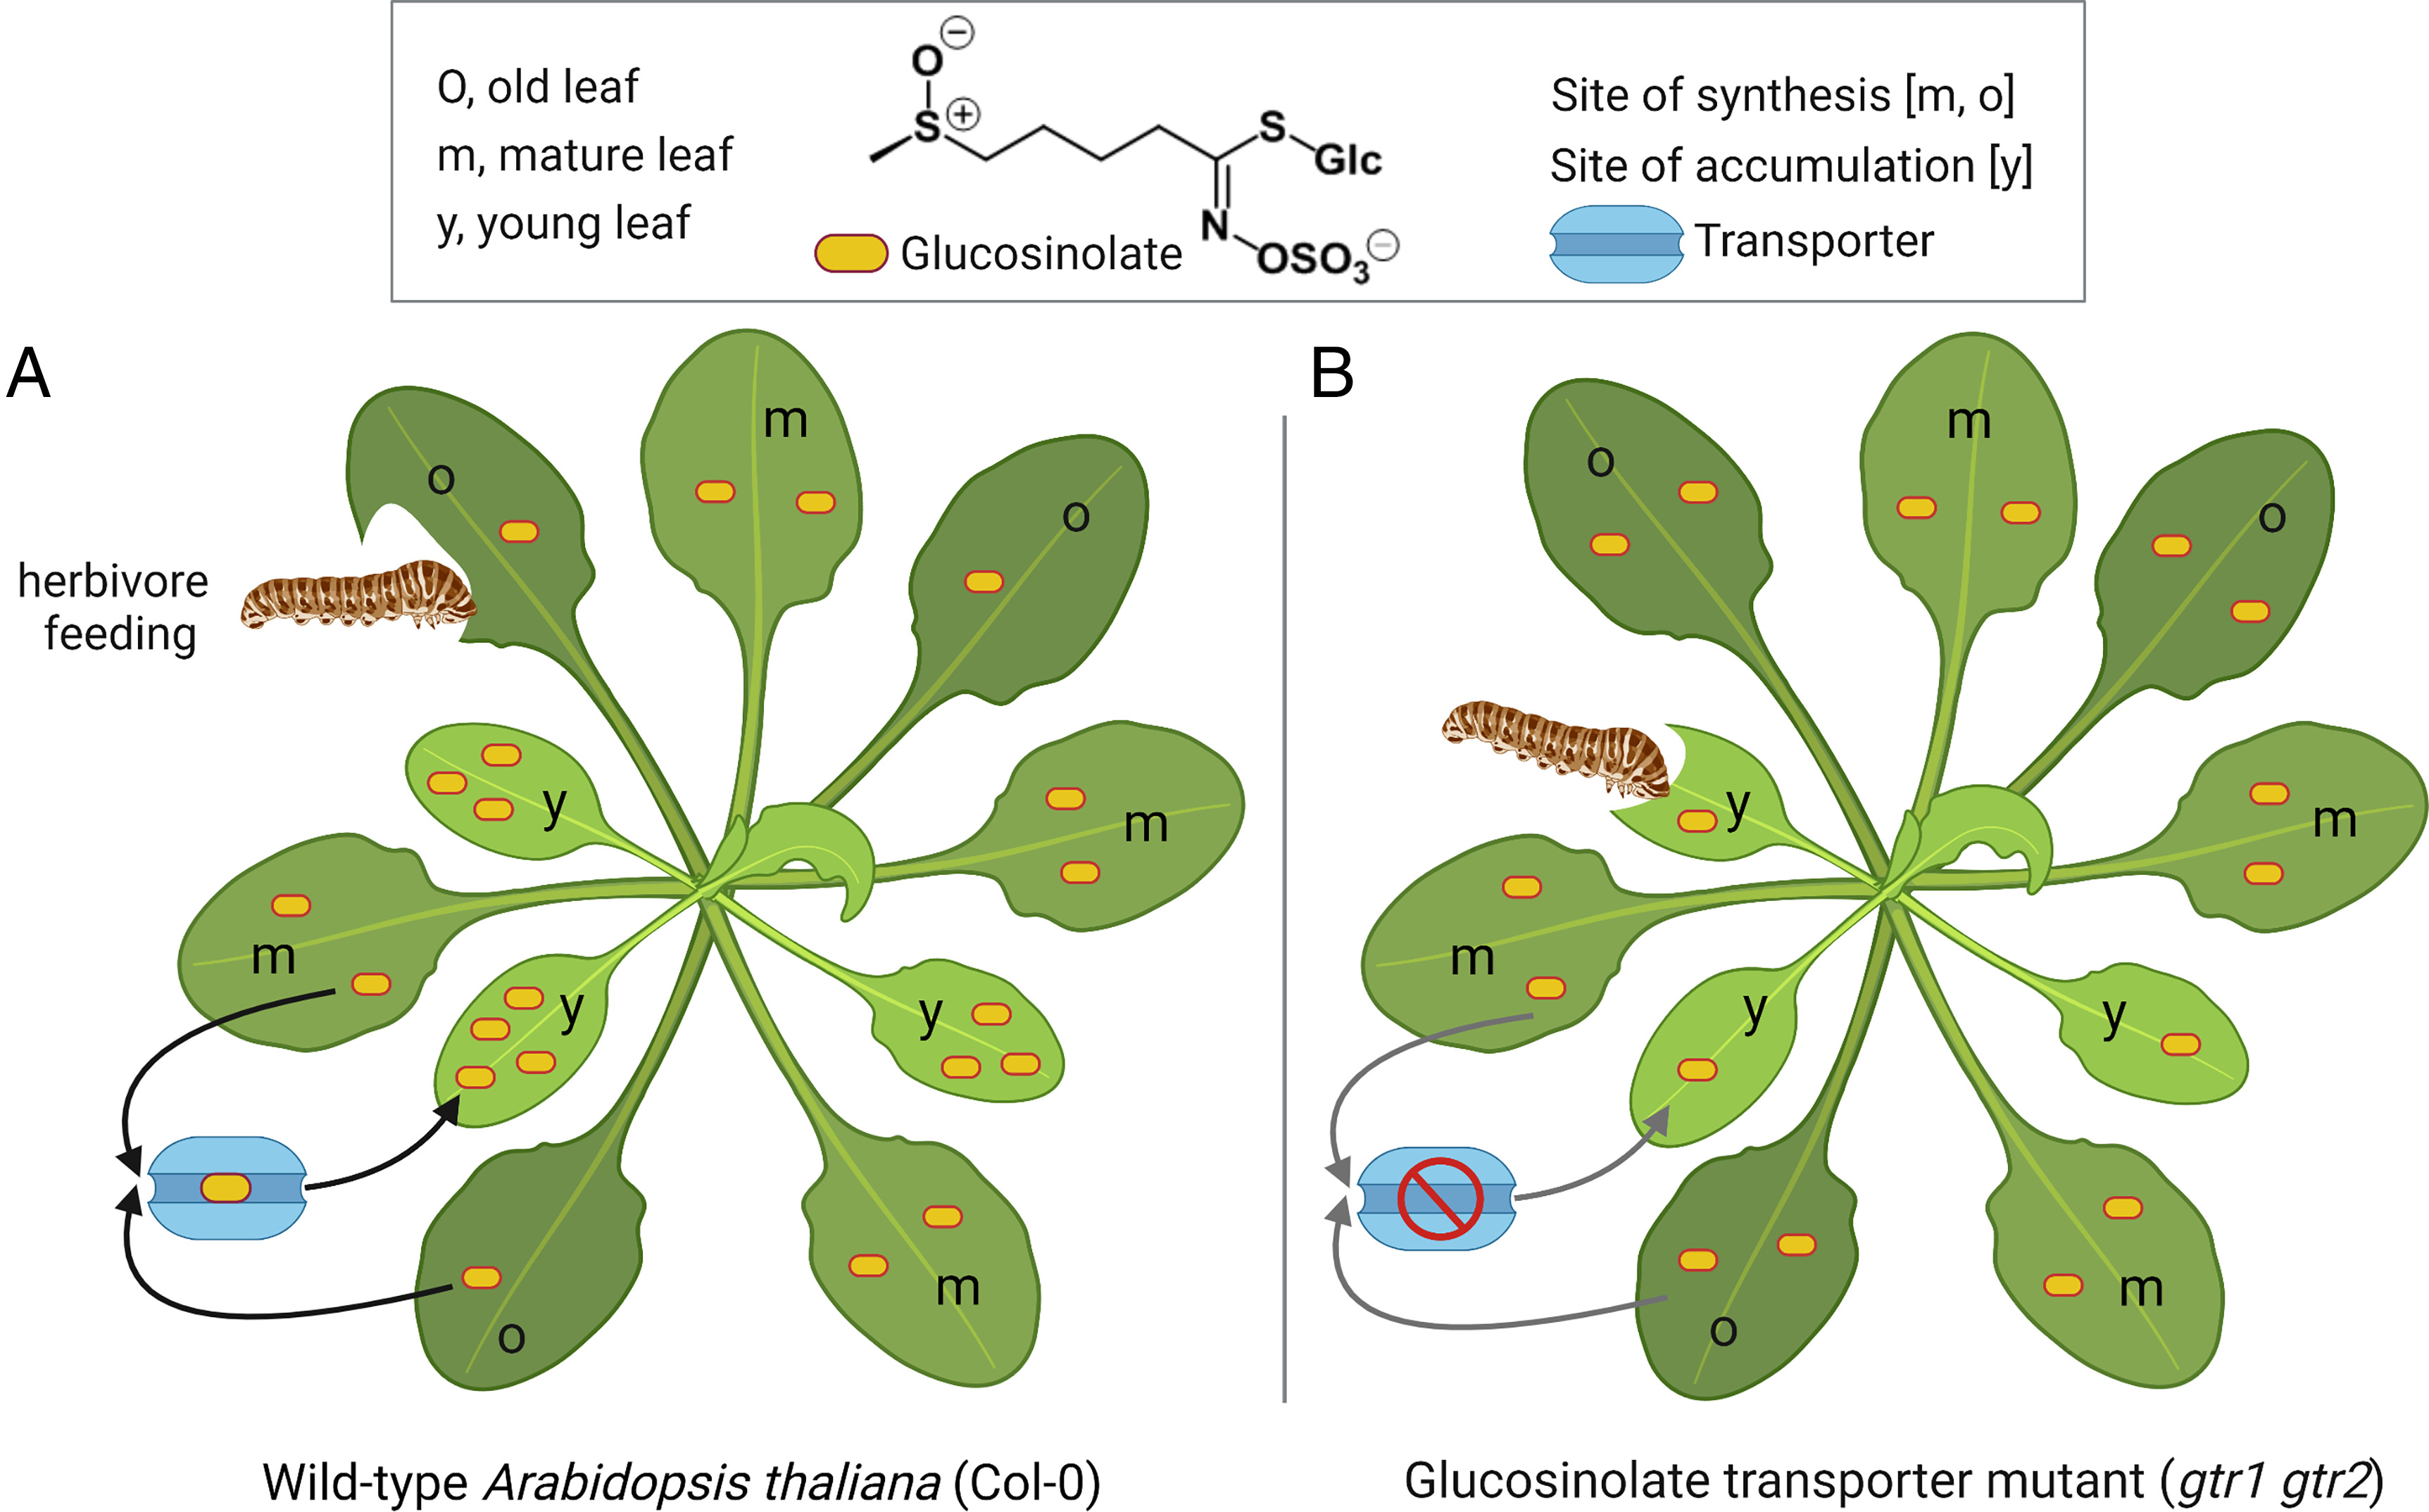 O, old leaf
m, mature leaf
y, young leaf
O
S
S
Glc
N
OSO3
Glucosinolate
Site of synthesis [m, o]
Site of accumulation [y]
Transporter
A
herbivore
feeding
o
m
o
y
m
m
y
y
o
m
Wild-type Arabidopsis thaliana (Col-0)
B
o
m
o
y
m
m
y
y
o
m
Glucosinolate transporter mutant (gtr1 gtr2)